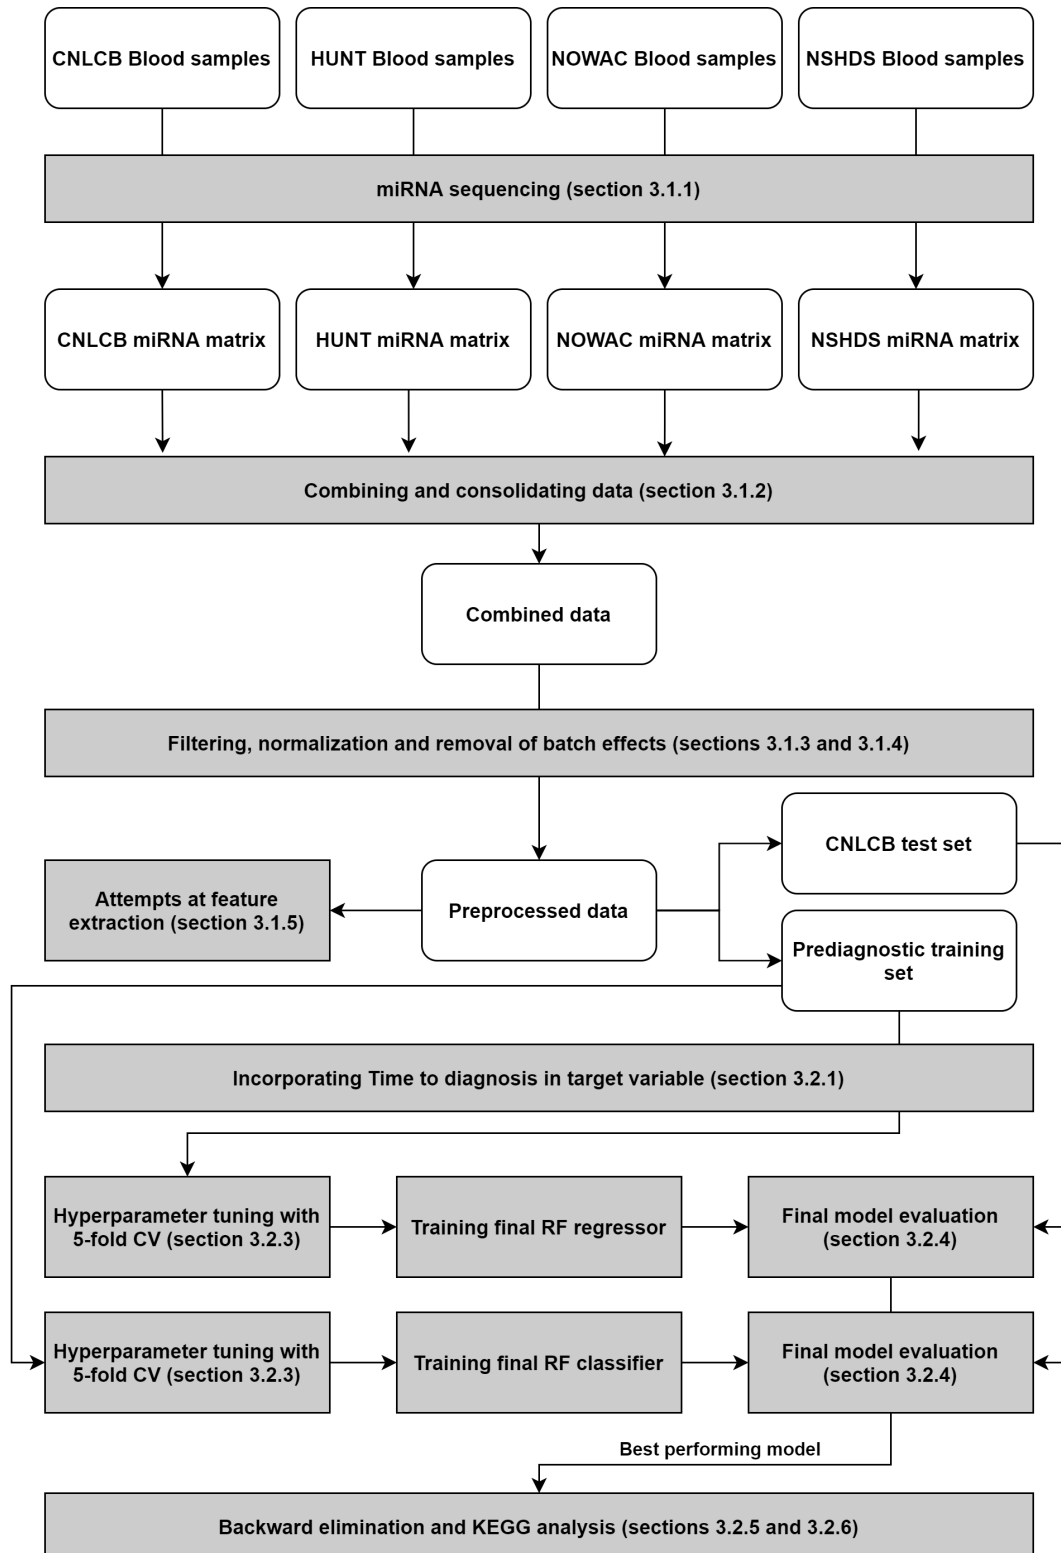 CNLCB Blood samples
HUNT Blood samples
NOWAC Blood samples
NSHDS Blood samples
miRNA sequencing (section 3.1.1)
CNLCB miRNA matrix
HUNT miRNA matrix
NOWAC miRNA matrix
NSHDS miRNA matrix
Combining and consolidating data (section 3.1.2)
Combined data
Filtering, normalization and removal of batch effects (sections 3.1.3 and 3.1.4)
CNLCB test set
Attempts at feature
extraction (section 3.1.5)
Preprocessed data
Prediagnostic training
set
Incorporating Time to diagnosis in target variable (section 3.2.1)
Hyperparameter tuning with
5-fold CV (section 3.2.3)
Training final RF regressor
Final model evaluation
(section 3.2.4)
Hyperparameter tuning with
5-fold CV (section 3.2.3)
Training final RF classifier
Final model evaluation
(section 3.2.4)
Best performing model
Backward elimination and KEGG analysis (sections 3.2.5 and 3.2.6)